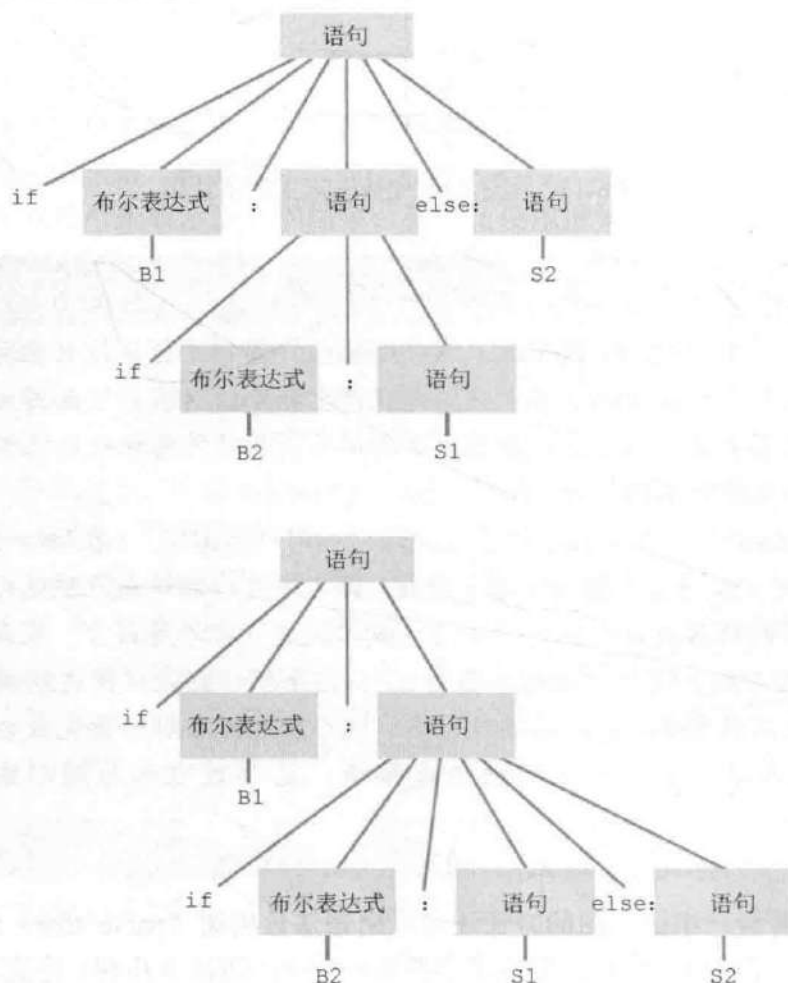 语句
if 布尔表达式 : 语句 else: 语句
B1 S2
if 布尔表达式 : 语句
B2 S1
语句
if 布尔表达式 : 语句
B1
if 布尔表达式 : 语句 else: 语句
B2 S1 S2